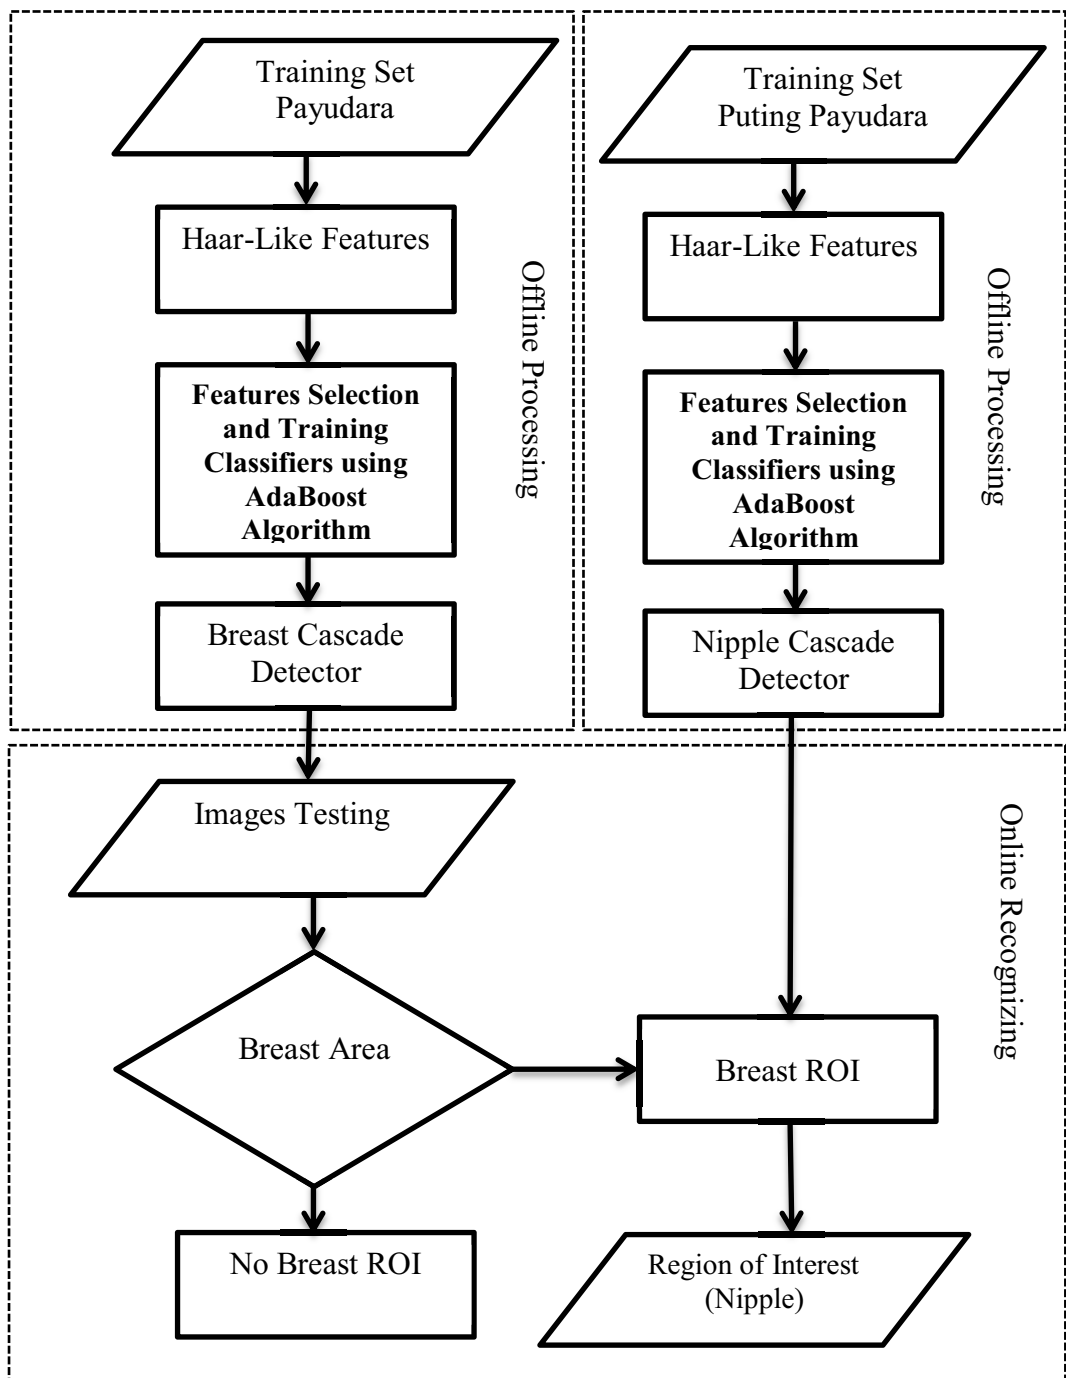 Training Set
Payudara
Haar-Like Features
Features Selection
and Training
Classifiers using
AdaBoost
Algorithm
Breast Cascade
Detector
Offline Processing
Training Set
Puting Payudara
Haar-Like Features
Features Selection
and Training
Classifiers using
AdaBoost
Algorithm
Nipple Cascade
Detector
Offline Processing
Images Testing
Breast Area
No Breast ROI
Breast ROI
Region of Interest
(Nipple)
Online Recognizing